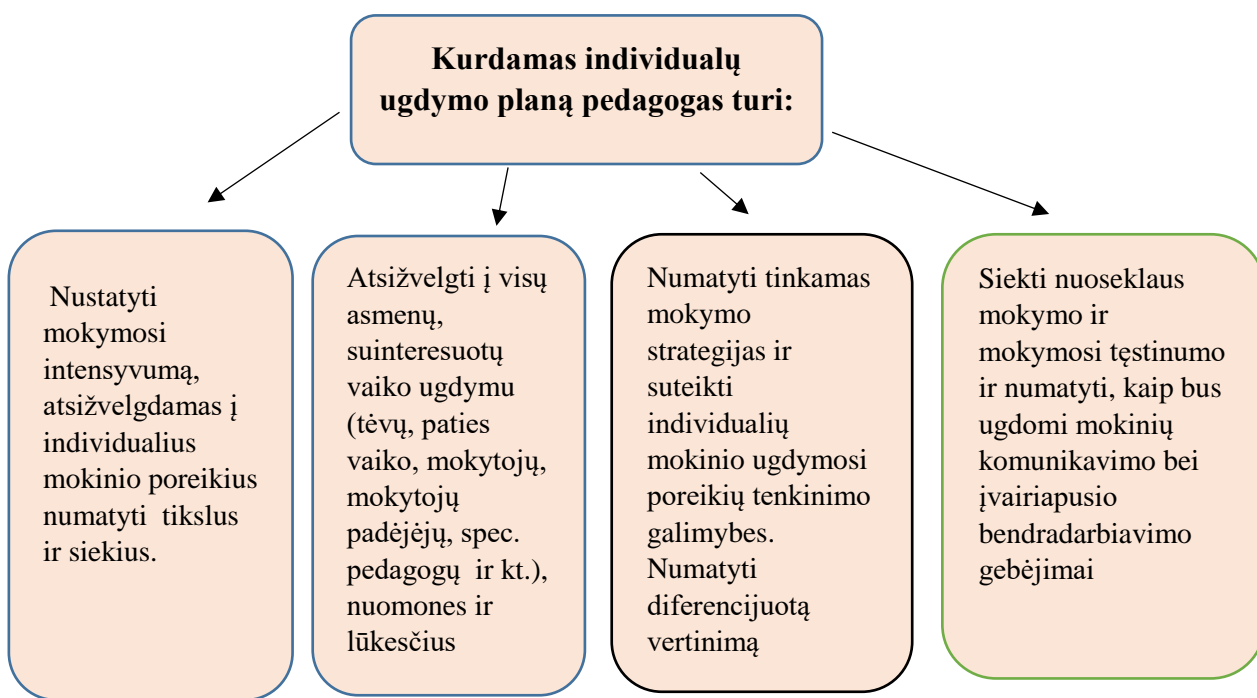 Kurdamas individualų
ugdymo planą pedagogas turi:
Nustatyti
mokymosi
intensyvumą,
atsižvelgdamas į
individualius
mokinio poreikius
numatyti tikslus
ir siekius.
Atsižvelgti į visų
asmenų,
suinteresuotų
vaiko ugdymu
(tėvų, paties
vaiko, mokytojų,
mokytojų
padėjėjų, spec.
pedagogų ir kt.),
nuomones ir
lūkesčius
Numatyti tinkamas
mokymo
strategijas ir
suteikti
individualių
mokinio ugdymosi
poreikių tenkinimo
galimybes.
Numatyti
diferencijuotą
vertinimą
Siekti nuoseklaus
mokymo ir
mokymosi tęstinumo
ir numatyti, kaip bus
ugdomi mokinių
komunikavimo bei
įvairiapusio
bendradarbiavimo
gebėjimai